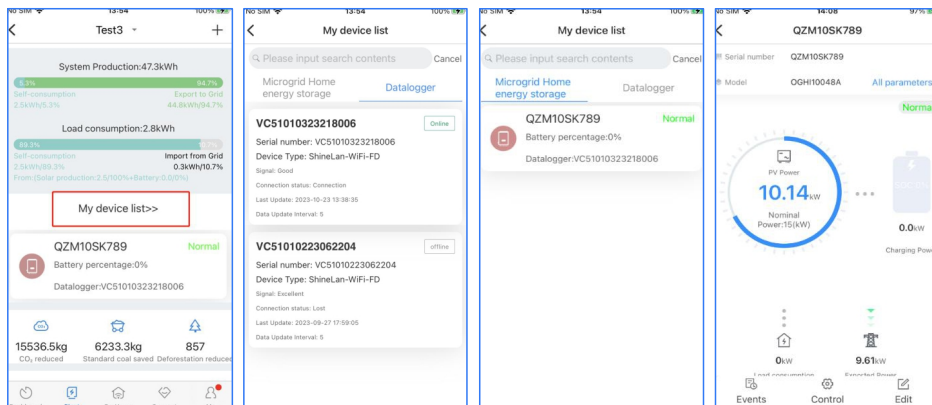 No SIM
13:54
100%
Test3
System Production:47.3kWh
5.3%
94.7%
Self-consumption
Export to Grid
2.5kWh/5.3%
44.8kWh/94.7%
Load consumption:2.8kWh
89.3%
10.7%
Self-consumption
Import from Grid
2.5kWh/89.3%
0.3kWh/10.7%
From:(Solar production:2.5/100%+Battery:0.0/0%)
My device list>>
QZM10SK789
Normal
Battery percentage:0%
Datalogger:VC51010323218006
15536.5kg
6233.3kg
857
CO₂ reduced
Standard coal saved
Deforestation reduced
No SIM
13:54
100%
My device list
Please input search contents
Cancel
Microgrid Home
energy storage
Datalogger
VC51010323218006
Online
Serial number: VC51010323218006
Device Type: ShineLan-WiFi-FD
Signal: Good
Connection status: Connection
Last Update: 2023-10-23 13:38:35
Data Update Interval: 5
VC51010223062204
offline
Serial number: VC51010223062204
Device Type: ShineLan-WiFi-FD
Signal: Excellent
Connection status: Lost
Last Update: 2023-09-27 17:59:05
Data Update Interval: 5
No SIM
13:54
100%
My device list
Please input search contents
Cancel
Microgrid Home
energy storage
Datalogger
QZM10SK789
Normal
Battery percentage:0%
Datalogger:VC51010323218006
No SIM
14:08
97%
QZM10SK789
Serial number
QZM10SK789
Model
OGHI10048A
All parameters
Norma
PV Power
10.14kW
Nominal
Power:15(kW)
0.0kW
Charging Powe
0kW
9.61kW
Load consumption
Exported Power
Events
Control
Edit